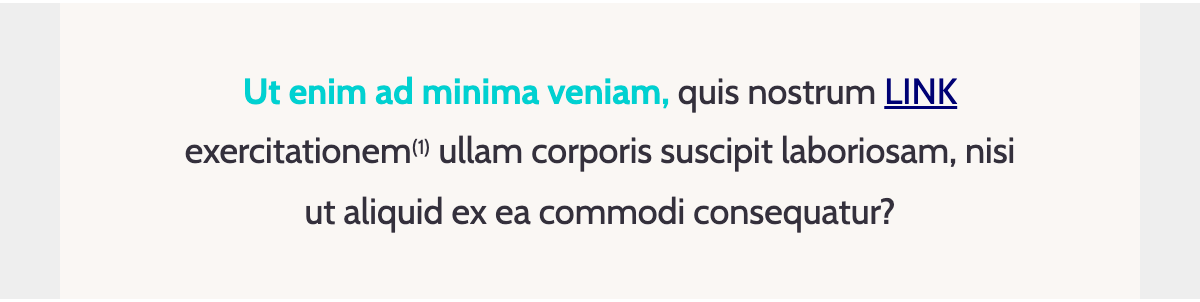 Ut enim ad minima veniam, quis nostrum LINK
exercitationem(1) ullam corporis suscipit laboriosam, nisi
ut aliquid ex ea commodi consequatur?